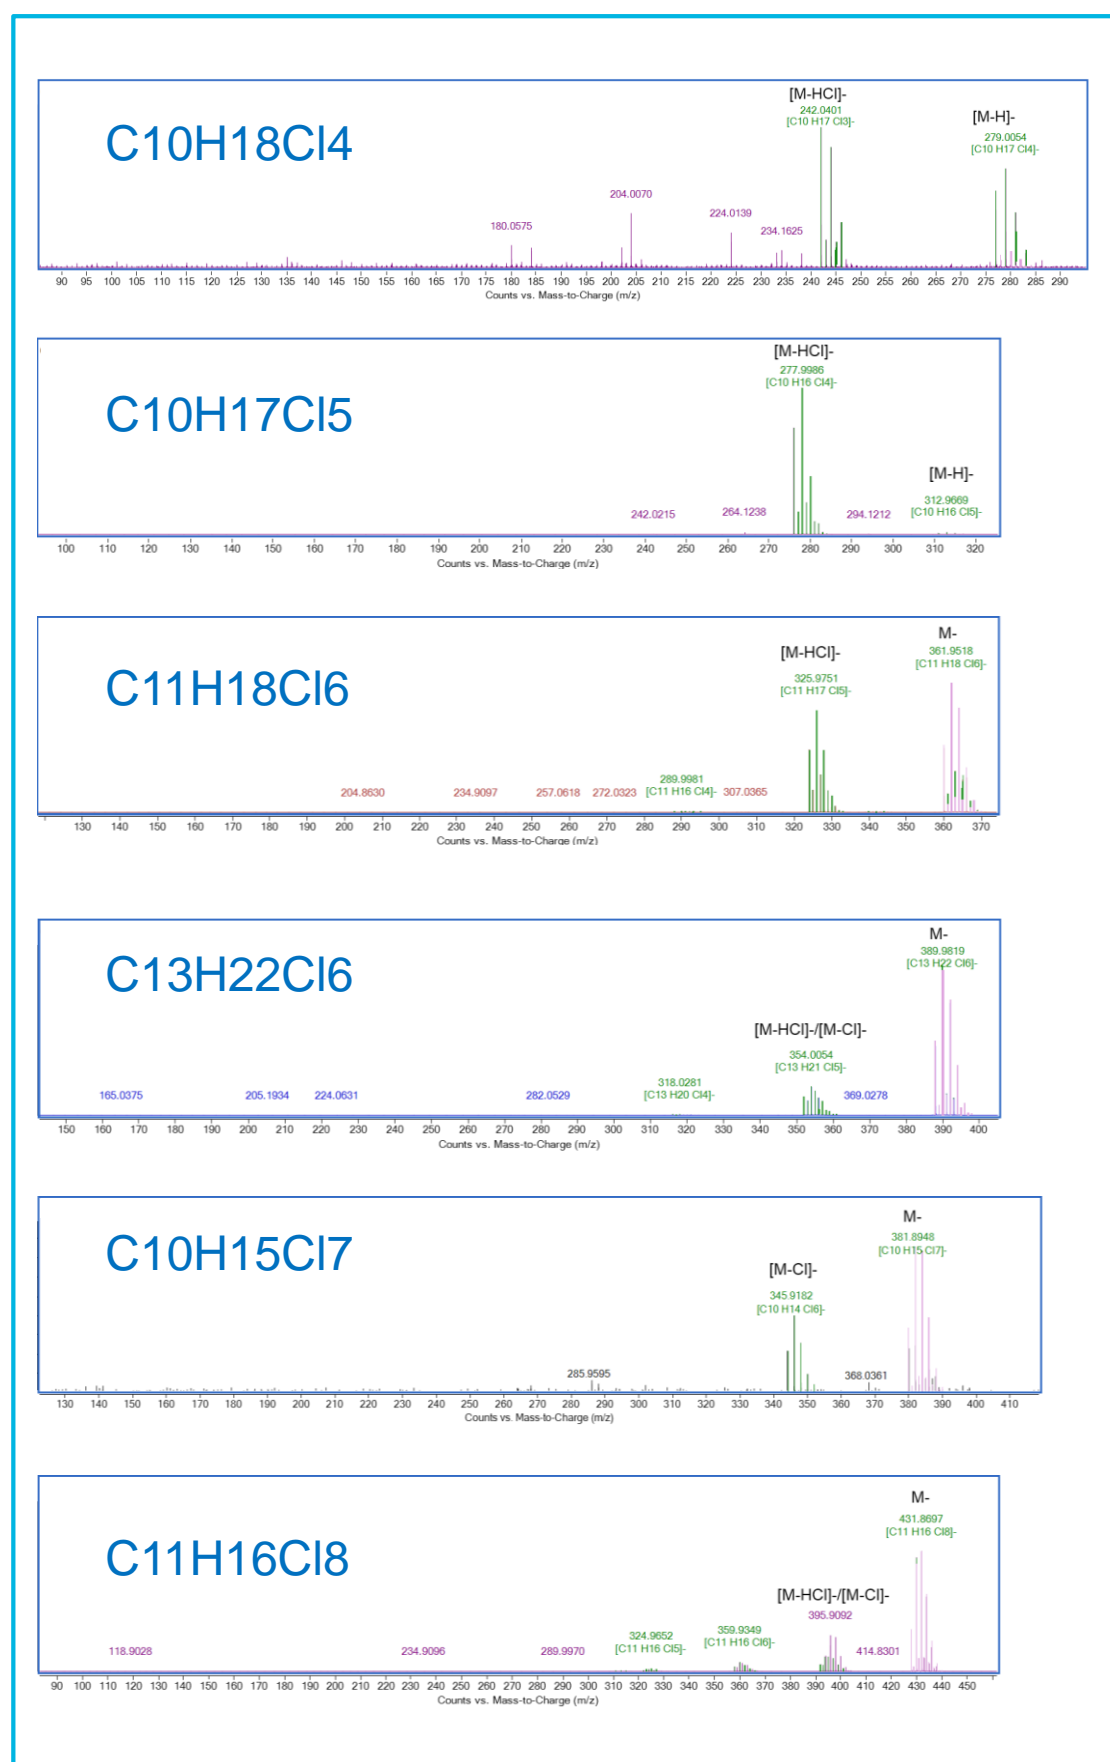 [M-HCl]-
242.0401
[C10 H17 Cl3]-
[M-H]-
279.0054
[C10 H17 Cl4]-
C10H18Cl4
204.0070
180.0575
224.0139
234.1625
90 95 100 105 110 115 120 125 130 135 140 145 150 155 160 165 170 175 180 185 190 195 200 205 210 215 220 225 230 235 240 245 250 255 260 265 270 275 280 285 290
Counts vs. Mass-to-Charge (m/z)
[M-HCl]-
277.9986
[C10 H16 Cl4]-
C10H17Cl5
[M-H]-
312.9669
[C10 H16 Cl5]-
242.0215 264.1238 294.1212
100 110 120 130 140 150 160 170 180 190 200 210 220 230 240 250 260 270 280 290 300 310 320
Counts vs. Mass-to-Charge (m/z)
M-
361.9518
[C11 H18 Cl6]-
[M-HCl]-
325.9751
[C11 H17 Cl5]-
C11H18Cl6
289.9981
[C11 H16 Cl4]-
204.8630 234.9097 257.0618 272.0323 307.0365
130 140 150 160 170 180 190 200 210 220 230 240 250 260 270 280 290 300 310 320 330 340 350 360 370
Counts vs. Mass-to-Charge (m/z)
M-
389.9819
[C13 H22 Cl6]-
C13H22Cl6
[M-HCl]-/[M-Cl]-
354.0054
[C13 H21 Cl5]-
318.0281
[C13 H20 Cl4]-
165.0375 205.1934 224.0631 282.0529 369.0278
150 160 170 180 190 200 210 220 230 240 250 260 270 280 290 300 310 320 330 340 350 360 370 380 390 400
Counts vs. Mass-to-Charge (m/z)
M-
381.8948
[C10 H15 Cl7]-
C10H15Cl7
[M-Cl]-
345.9182
[C10 H14 Cl6]-
285.9595 368.0361
130 140 150 160 170 180 190 200 210 220 230 240 250 260 270 280 290 300 310 320 330 340 350 360 370 380 390 400 410
Counts vs. Mass-to-Charge (m/z)
M-
431.8697
[C11 H16 Cl8]-
C11H16Cl8
[M-HCl]-/[M-Cl]-
395.9092
359.9349
[C11 H16 Cl6]-
324.9652
[C11 H16 Cl5]-
118.9028 234.9096 289.9970 414.8301
90 100 110 120 130 140 150 160 170 180 190 200 210 220 230 240 250 260 270 280 290 300 310 320 330 340 350 360 370 380 390 400 410 420 430 440 450
Counts vs. Mass-to-Charge (m/z)